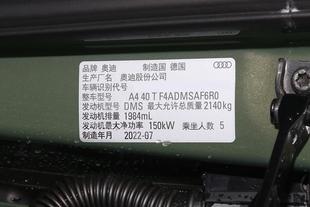 品牌 奥迪 制造国 德国
生产厂名 奥迪股份公司
车辆识别代号
整车型号 A4 40 T F4ADMSAF6R0
发动机型号 DMS 最大允许总质量 2140kg
发动机排量 1984mL
发动机最大净功率 150kW 乘坐人数 5
制造年月 2022-07